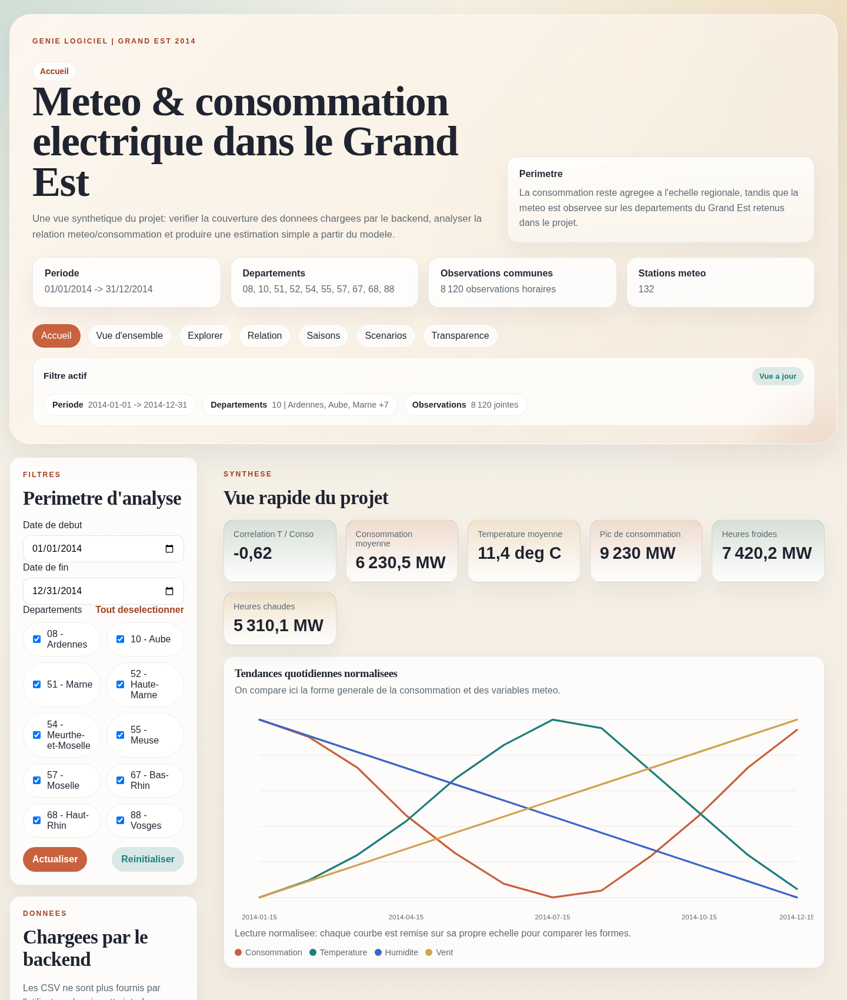 GENIE LOGICIEL | GRAND EST 2014
Accueil
Meteo & consommation
electrique dans le Grand
Est
Une vue synthetique du projet: verifier la couverture des donnees chargees par le backend, analyser la
relation meteo/consommation et produire une estimation simple a partir du modele.
Perimetre
La consommation reste agregee a l'echelle regionale, tandis que la
meteo est observee sur les departements du Grand Est retenus
dans le projet.
Periode
01/01/2014 -> 31/12/2014
Departements
08, 10, 51, 52, 54, 55, 57, 67, 68, 88
Observations communes
8 120 observations horaires
Stations meteo
132
Accueil
Vue d'ensemble
Explorer
Relation
Saisons
Scenarios
Transparence
Filtre actif
Vue a jour
Periode 2014-01-01 -> 2014-12-31
Departements 10 | Ardennes, Aube, Marne +7
Observations 8 120 jointes
FILTRES
Perimetre d'analyse
Date de debut
01/01/2014
Date de fin
12/31/2014
Departements
Tout deselectionner
08 -
Ardennes
10 - Aube
51 - Marne
52 -
Haute-
Marne
54 -
Meurthe-
et-Moselle
55 -
Meuse
57 -
Moselle
67 - Bas-
Rhin
68 - Haut-
Rhin
88 -
Vosges
Actualiser
Reinitialiser
DONNEES
Chargees par le
backend
Les CSV ne sont plus fournis par
SYNTHESE
Vue rapide du projet
Correlation T / Conso
-0,62
Consommation
moyenne
6 230,5 MW
Temperature moyenne
11,4 deg C
Pic de consommation
9 230 MW
Heures froides
7 420,2 MW
Heures chaudes
5 310,1 MW
Tendances quotidiennes normalisees
On compare ici la forme generale de la consommation et des variables meteo.
2014-01-15
2014-04-15
2014-07-15
2014-10-15
2014-12-15
Lecture normalisee: chaque courbe est remise sur sa propre echelle pour comparer les formes.
Consommation
Temperature
Humidite
Vent